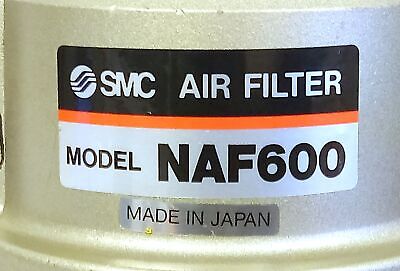 SMC AIR FILTER
MODEL NAF600
MADE IN JAPAN